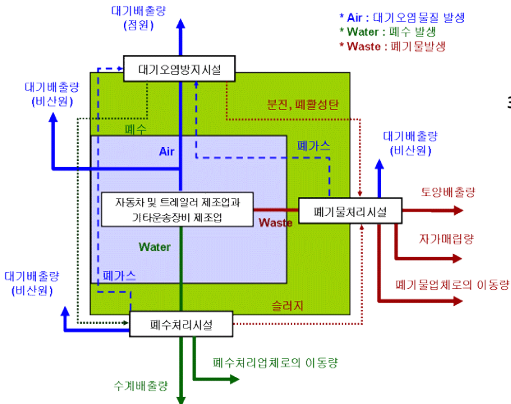 대기배출량
(점원)
* Air : 대기오염물질 발생
* Water : 폐수 발생
* Waste : 폐기물발생
대기오염방지시설
대기배출량
(비산원)
분진, 폐활성탄
3
폐수
대기배출량
(비산원)
폐가스
Air
자동차 및 트레일러 제조업과
기타운송장비 제조업
폐기물처리시설
토양배출량
Waste
자가매립량
Water
대기배출량
(비산원)
폐가스
폐기물업체로의 이동량
슬러지
폐수처리시설
폐수처리업체로의 이동량
수계배출량